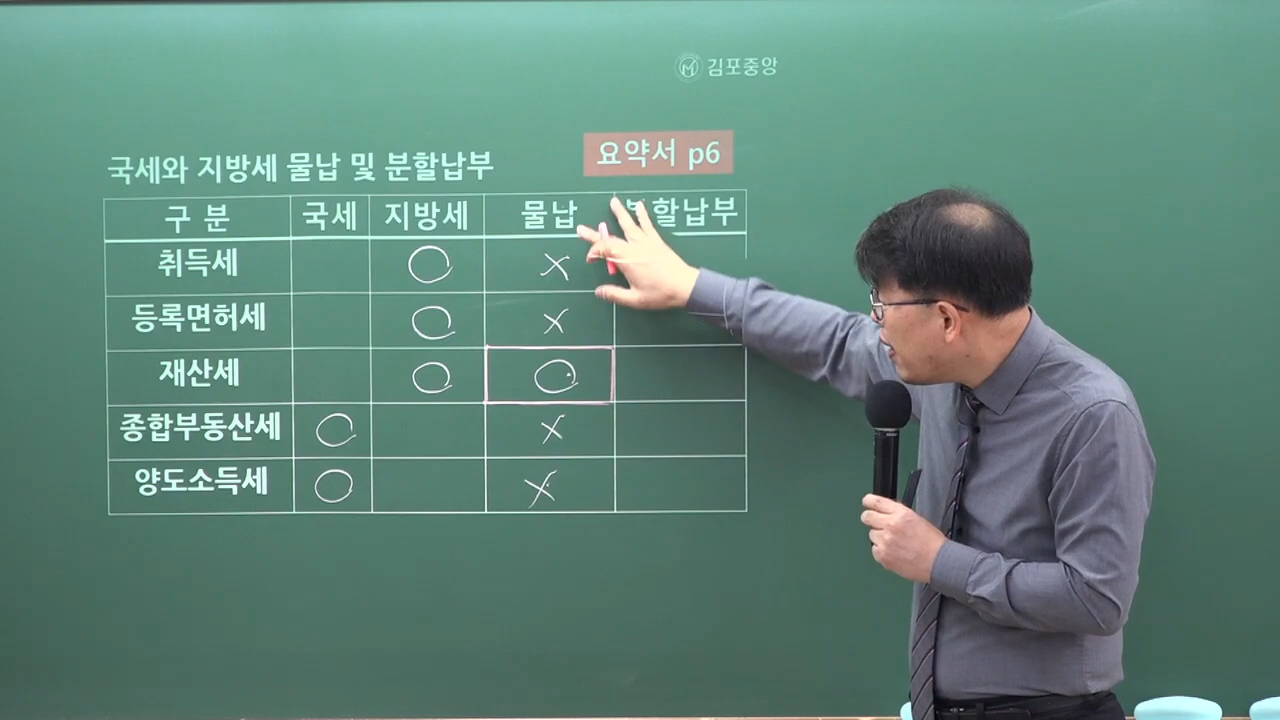 김포중앙
요약서 p6
국세와 지방세 물납 및 분할납부
구 분 국세 지방세 물납 할납부
취득세 ○ ×
등록면허세 ○ ×
재산세 ○ ○
종합부동산세 ○ ×
양도소득세 ○ ×